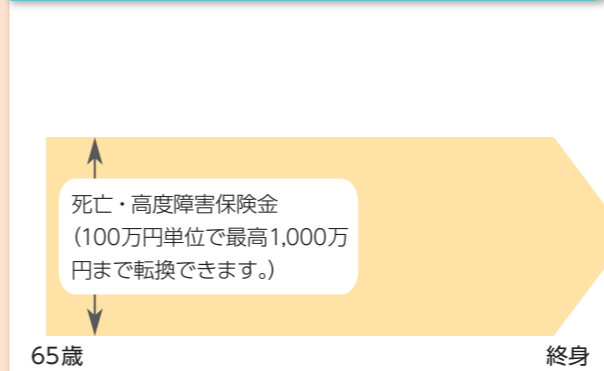 死亡・高度障害保険金
(100万円単位で最高1,000万
円まで転換できます。)
65歳
終身